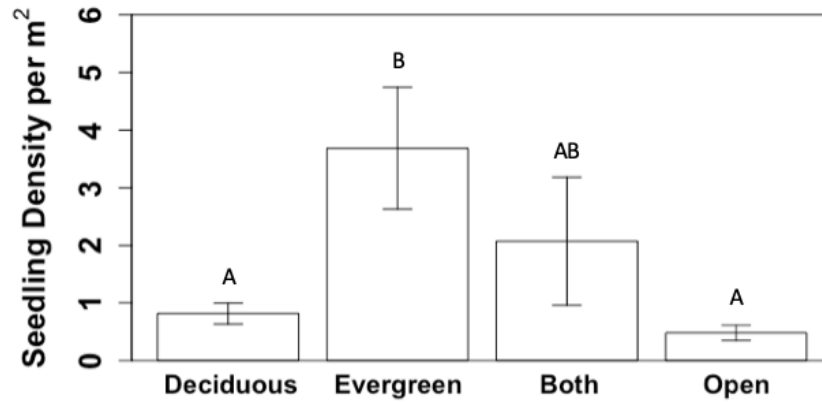 Seedling Density per m²
6
5
4
3
2
1
0
A
B
AB
A
Deciduous Evergreen Both Open